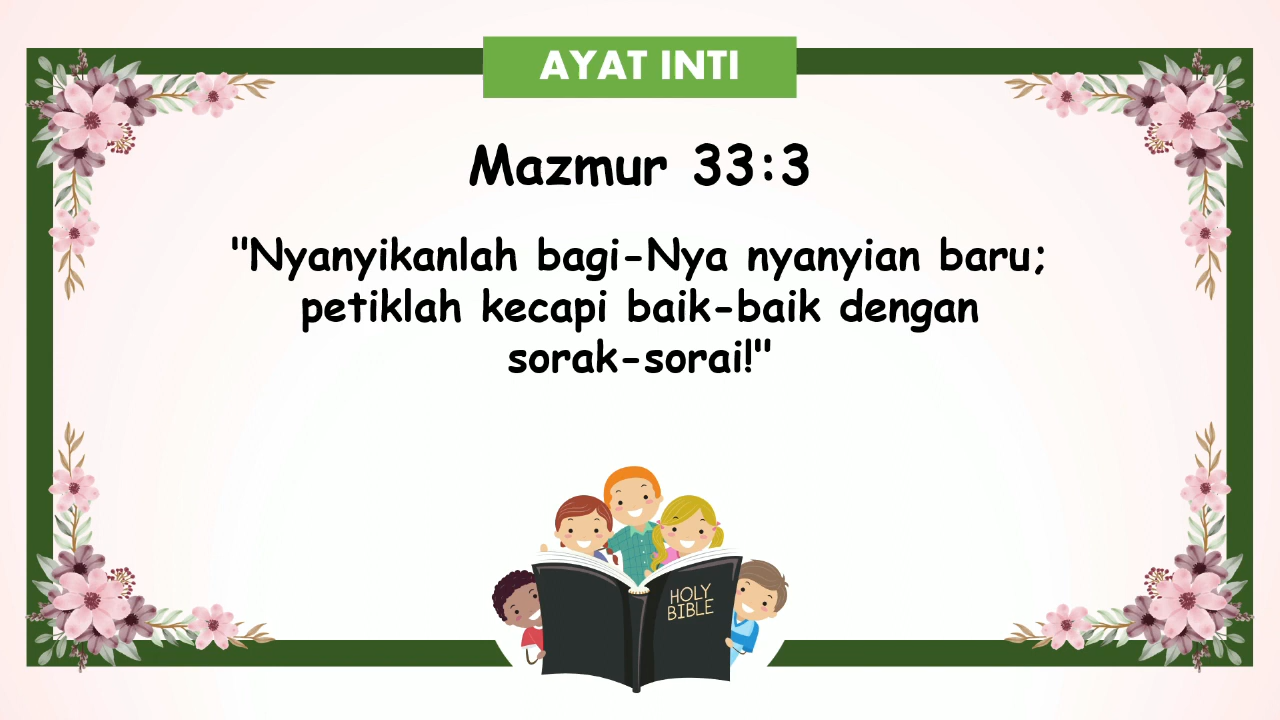 AYAT INTI
Mazmur 33:3
"Nyanyikanlah bagi-Nya nyanyian baru;
petiklah kecapi baik-baik dengan
sorak-sorai!"
HOLY
BIBLE